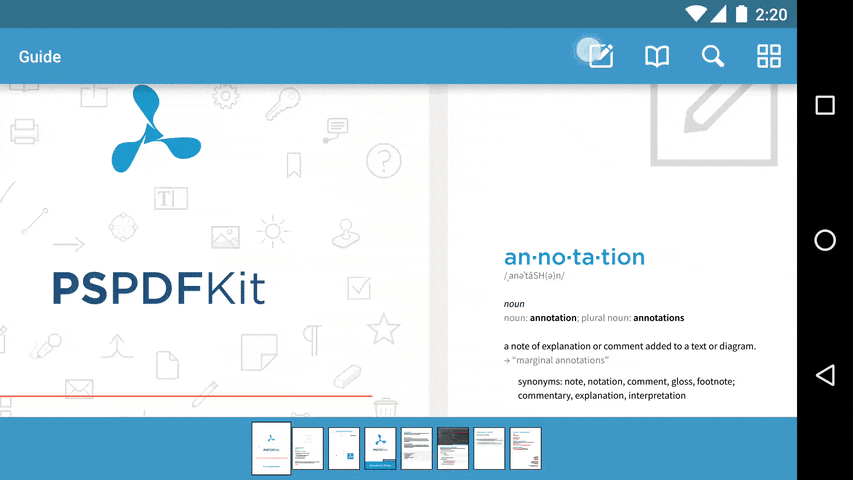 2:20
Guide
T
?
PSPDFKit
an·no·ta·tion
/ˌanəˈtāSH(ə)n/
noun
noun: annotation; plural noun: annotations
a note of explanation or comment added to a text or diagram.
→ “marginal annotations”
synonyms: note, notation, comment, gloss, footnote;
commentary, explanation, interpretation